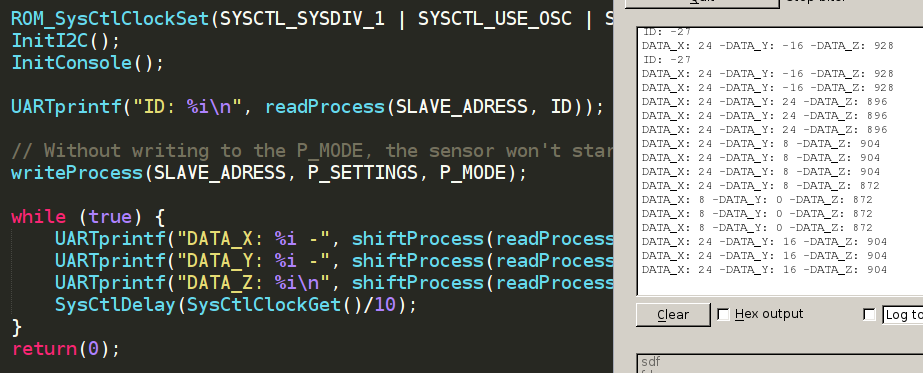 ROM_SysCtlClockSet(SYSCTL_SYSDIV_1 | SYSCTL_USE_OSC | S
InitI2C();
InitConsole();
UARTprintf("ID: %i\n", readProcess(SLAVE_ADRESS, ID));
// Without writing to the P_MODE, the sensor won't star
writeProcess(SLAVE_ADRESS, P_SETTINGS, P_MODE);
while (true) {
UARTprintf("DATA_X: %i -", shiftProcess(readProcess
UARTprintf("DATA_Y: %i -", shiftProcess(readProcess
UARTprintf("DATA_Z: %i\n", shiftProcess(readProcess
SysCtlDelay(SysCtlClockGet()/10);
}
return(0);
ID: -27
DATA_X: 24 -DATA_Y: -16 -DATA_Z: 928
ID: -27
DATA_X: 24 -DATA_Y: -16 -DATA_Z: 928
DATA_X: 24 -DATA_Y: -16 -DATA_Z: 928
DATA_X: 24 -DATA_Y: 24 -DATA_Z: 896
DATA_X: 24 -DATA_Y: 24 -DATA_Z: 896
DATA_X: 24 -DATA_Y: 24 -DATA_Z: 896
DATA_X: 24 -DATA_Y: 8 -DATA_Z: 904
DATA_X: 24 -DATA_Y: 8 -DATA_Z: 904
DATA_X: 24 -DATA_Y: 8 -DATA_Z: 904
DATA_X: 24 -DATA_Y: 8 -DATA_Z: 872
DATA_X: 8 -DATA_Y: 0 -DATA_Z: 872
DATA_X: 8 -DATA_Y: 0 -DATA_Z: 872
DATA_X: 8 -DATA_Y: 0 -DATA_Z: 872
DATA_X: 24 -DATA_Y: 16 -DATA_Z: 904
DATA_X: 24 -DATA_Y: 16 -DATA_Z: 904
DATA_X: 24 -DATA_Y: 16 -DATA_Z: 904
Clear
Hex output
Log to
sdf